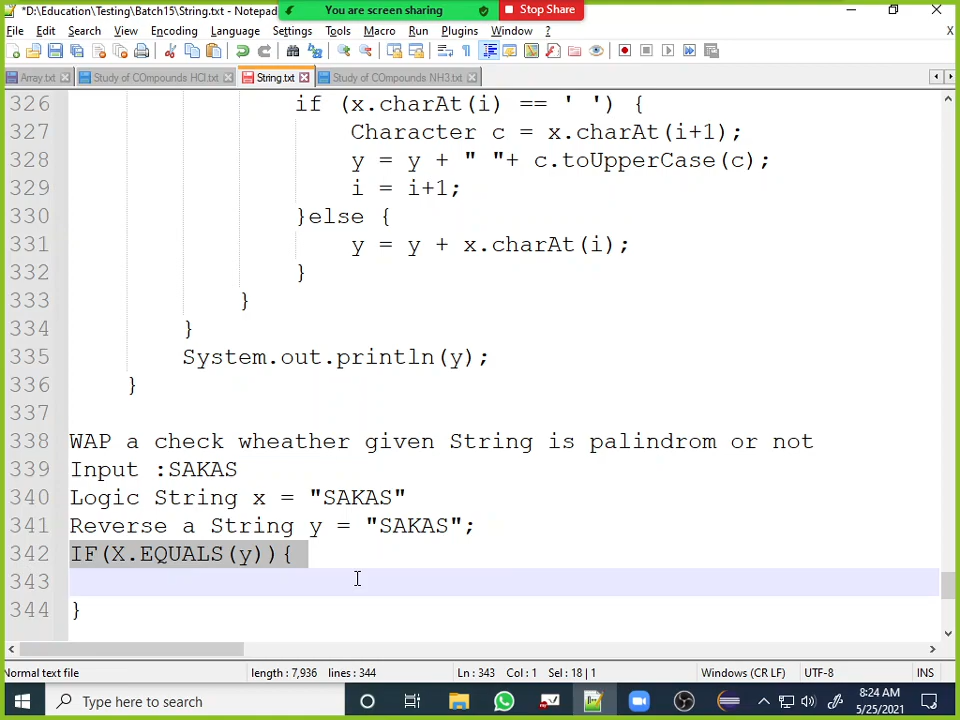 *D:\Education\Testing\Batch15\String.txt - Notepad
You are screen sharing
Stop Share
File Edit Search View Encoding Language Settings Tools Macro Run Plugins Window ? X
Array.txt Study of COmpounds HCl.txt String.txt Study of COmpounds NH3.txt
326 if (x.charAt(i) == ' ') {
327 Character c = x.charAt(i+1);
328 y = y + " "+ c.toUpperCase(c);
329 i = i+1;
330 }else {
331 y = y + x.charAt(i);
332 }
333 }
334 }
335 System.out.println(y);
336 }
337
338 WAP a check wheather given String is palindrom or not
339 Input :SAKAS
340 Logic String x = "SAKAS"
341 Reverse a String y = "SAKAS";
342 IF(X.EQUALS(y)){
343
344 }
Normal text file length : 7,936 lines : 344 Ln : 343 Col : 1 Sel : 18 | 1 Windows (CR LF) UTF-8 INS
Type here to search
8:24 AM
5/25/2021